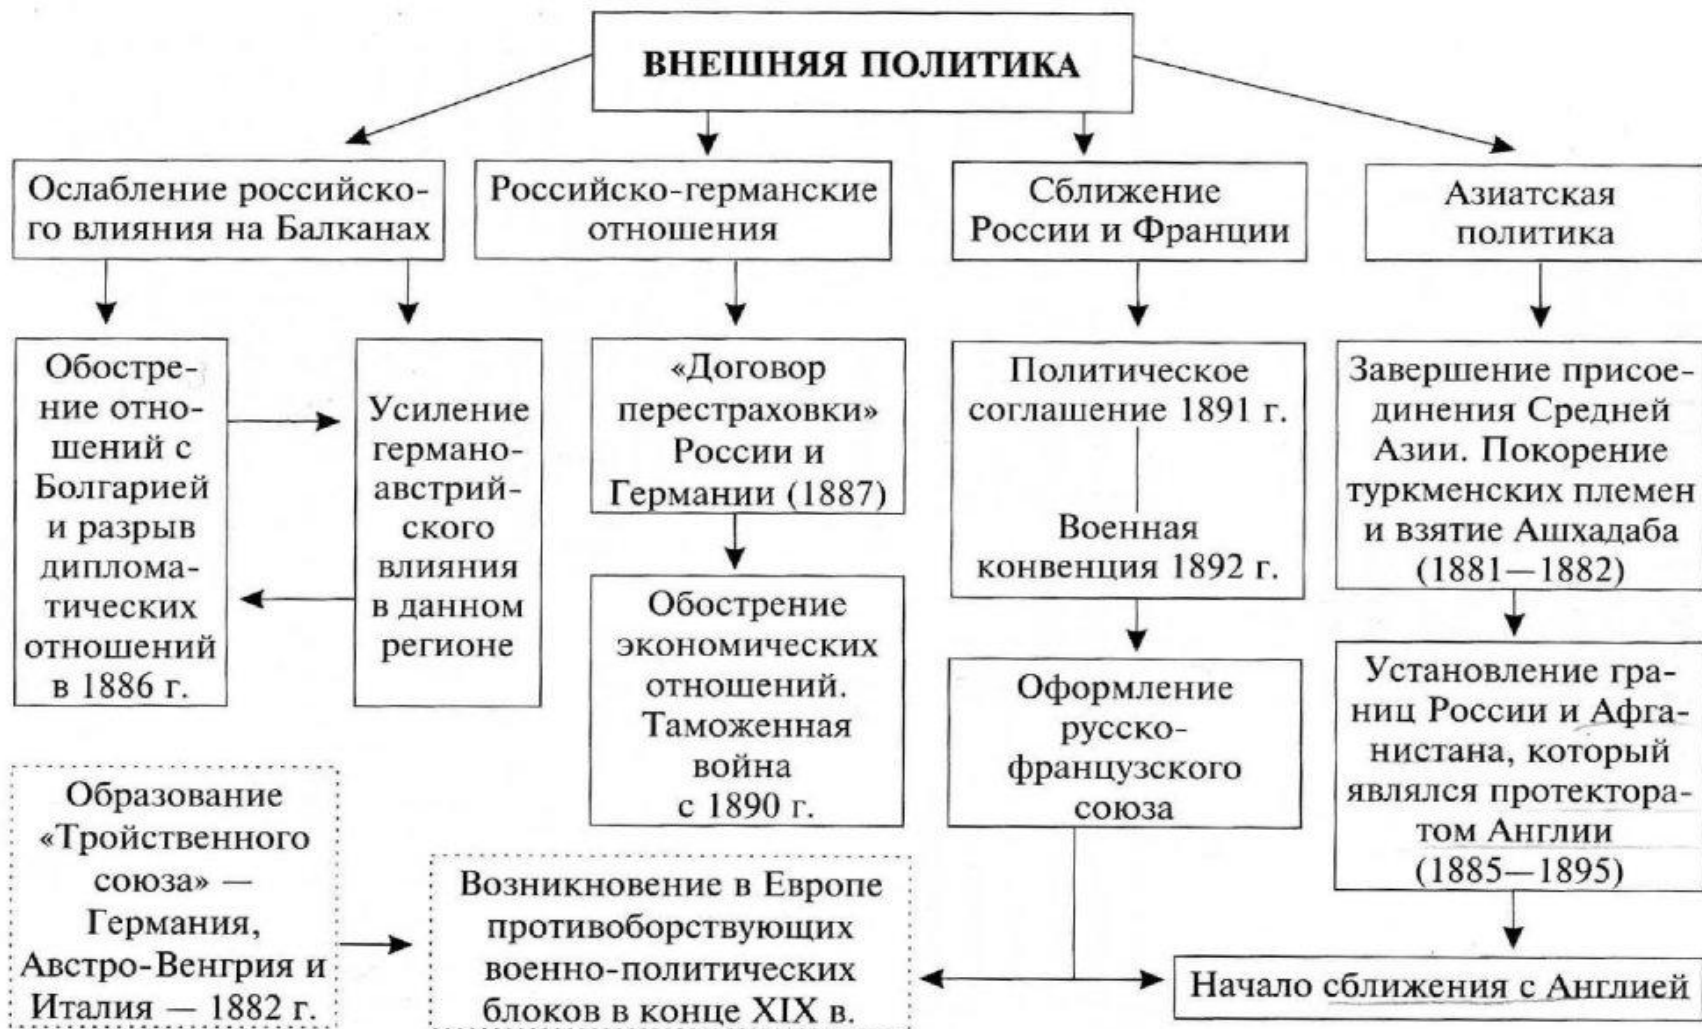 ВНЕШНЯЯ ПОЛИТИКА
Ослабление российско-
го влияния на Балканах
Российско-германские
отношения
Сближение
России и Франции
Азиатская
политика
Обостре-
ние отно-
шений с
Болгарией
и разрыв
диплома-
тических
отношений
в 1886 г.
Усиление
германо-
австрий-
ского
влияния
в данном
регионе
«Договор
перестраховки»
России и
Германии (1887)
Обострение
экономических
отношений.
Таможенная
война
с 1890 г.
Политическое
соглашение 1891 г.
Военная
конвенция 1892 г.
Оформление
русско-
французского
союза
Завершение присое-
динения Средней
Азии. Покорение
туркменских племен
и взятие Ашхадаба
(1881—1882)
Установление гра-
ниц России и Афга-
нистана, который
являлся протектора-
том Англии
(1885—1895)
Образование
«Тройственного
союза» —
Германия,
Австро-Венгрия и
Италия — 1882 г.
Возникновение в Европе
противоборствующих
военно-политических
блоков в конце XIX в.
Начало сближения с Англией